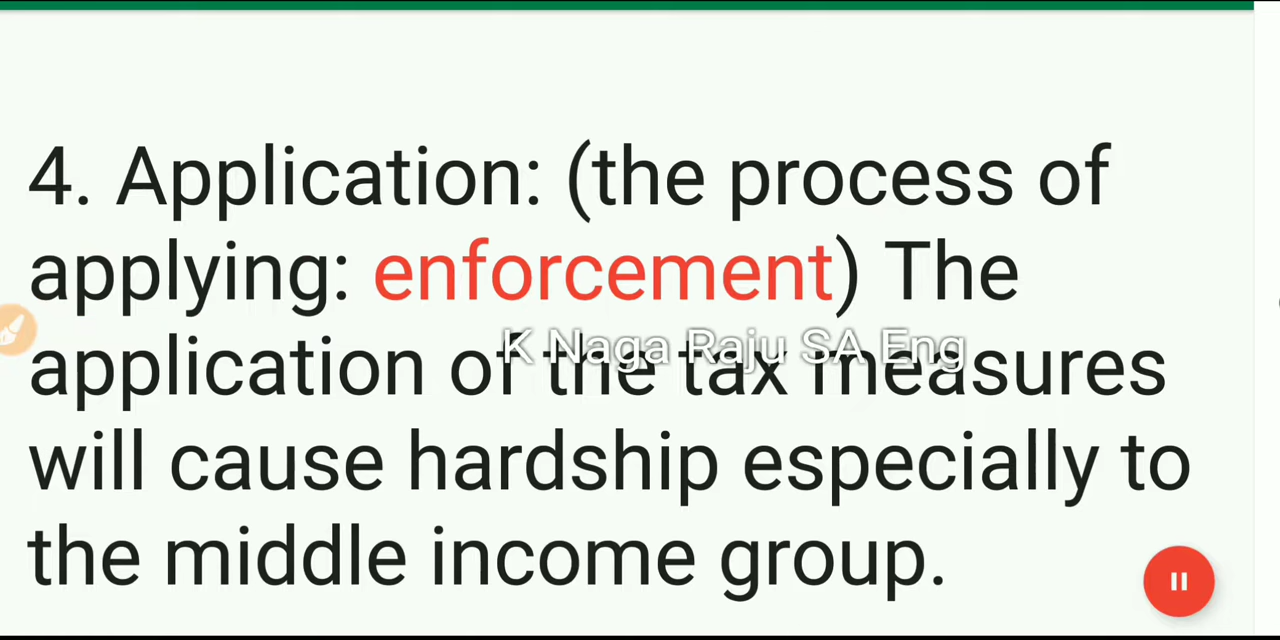 4. Application: (the process of
applying: enforcement) The
K Naga Raju SA Eng
application of the tax measures
will cause hardship especially to
the middle income group.